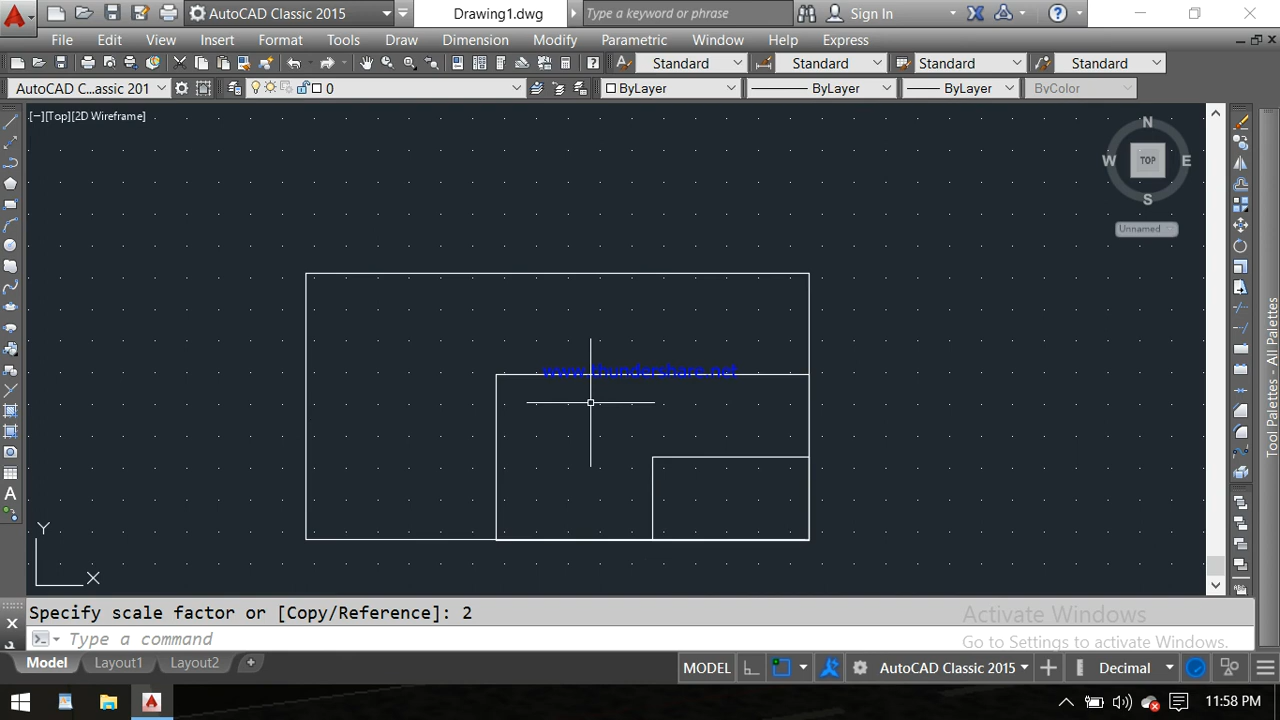 AutoCAD Classic 2015
Drawing1.dwg
Type a keyword or phrase
Sign In
File Edit View Insert Format Tools Draw Dimension Modify Parametric Window Help Express
Standard Standard Standard Standard
AutoCAD C...assic 201 0 ByLayer ByLayer ByLayer ByColor
[−][Top][2D Wireframe]
N
W TOP E
S
Unnamed
www.thundershare.net
Tool Palettes - All Palettes
Y
X
Specify scale factor or [Copy/Reference]: 2
Type a command
Activate Windows
Go to Settings to activate Windows.
Model Layout1 Layout2
MODEL AutoCAD Classic 2015 Decimal
11:58 PM